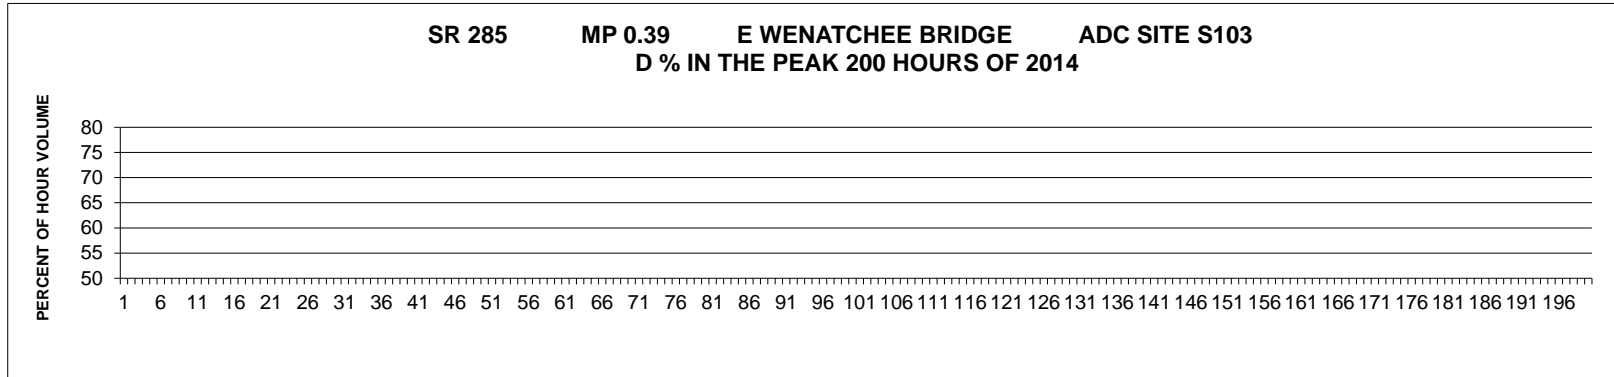 SR 285 MP 0.39 E WENATCHEE BRIDGE ADC SITE S103
D % IN THE PEAK 200 HOURS OF 2014
PERCENT OF HOUR VOLUME
80
75
70
65
60
55
50
1 6 11 16 21 26 31 36 41 46 51 56 61 66 71 76 81 86 91 96 101 106 111 116 121 126 131 136 141 146 151 156 161 166 171 176 181 186 191 196